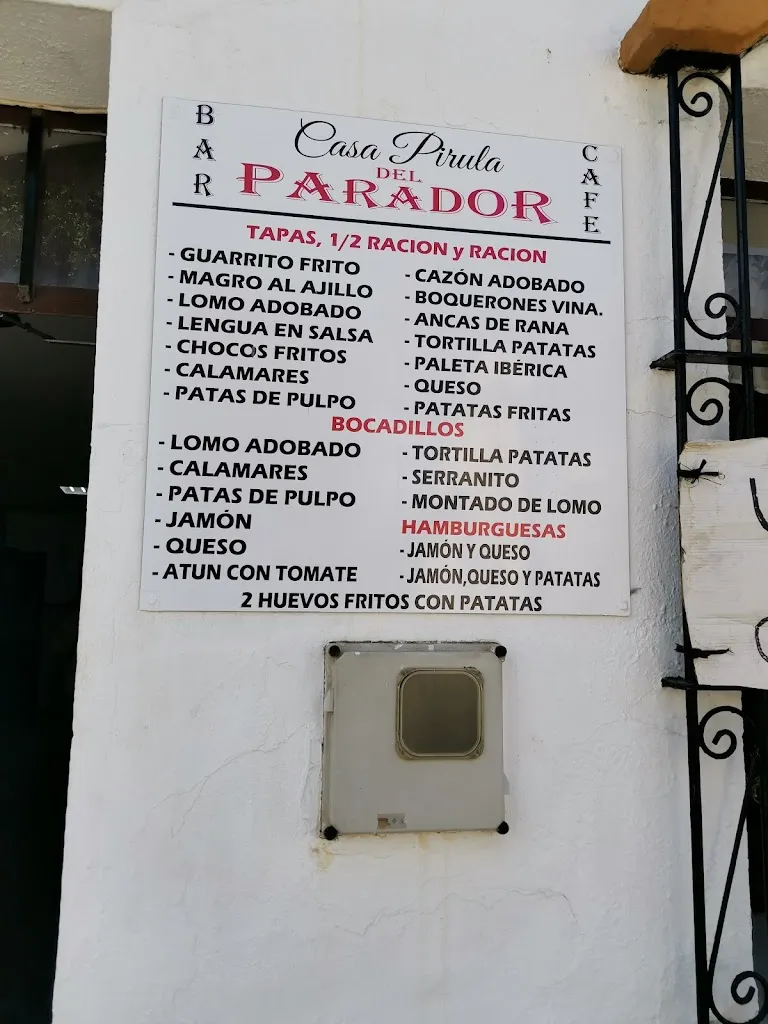 BAR
Casa Pirula
DEL
PARADOR
CAFE
TAPAS, 1/2 RACION y RACION
- GUARRITO FRITO
- MAGRO AL AJILLO
- LOMO ADOBADO
- LENGUA EN SALSA
- CHOCOS FRITOS
- CALAMARES
- PATAS DE PULPO
- CAZÓN ADOBADO
- BOQUERONES VINA.
- ANCAS DE RANA
- TORTILLA PATATAS
- PALETA IBÉRICA
- QUESO
- PATATAS FRITAS
BOCADILLOS
- LOMO ADOBADO
- CALAMARES
- PATAS DE PULPO
- JAMÓN
- QUESO
- ATUN CON TOMATE
- TORTILLA PATATAS
- SERRANITO
- MONTADO DE LOMO
HAMBURGUESAS
- JAMÓN Y QUESO
- JAMÓN,QUESO Y PATATAS
2 HUEVOS FRITOS CON PATATAS